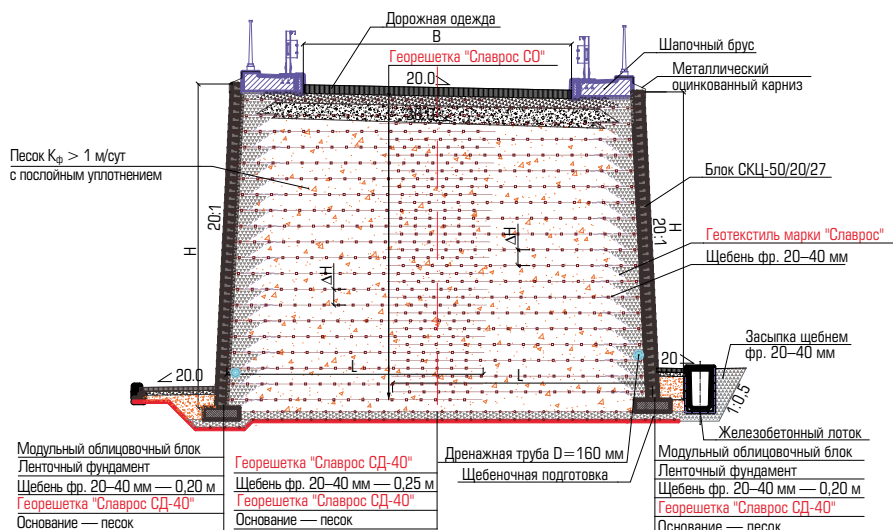 Дорожная одежда
B
Георешетка "Славрос СО"
20.0
30.0
Шапочный брус
Металлический
оцинкованный карниз
Песок Kф > 1 м/сут
с послойным уплотнением
Блок СКЦ-50/20/27
20:1
H
20:1
H
Геотекстиль марки "Славрос"
Щебень фр. 20–40 мм
ΔH
ΔH
Засыпка щебнем
фр. 20–40 мм
20.0
L
L
20
1:0,5
Железобетонный лоток
Дренажная труба D=160 мм
Щебеночная подготовка
Модульный облицовочный блок
Ленточный фундамент
Щебень фр. 20–40 мм — 0,20 м
Георешетка "Славрос СД-40"
Основание — песок
Георешетка "Славрос СД-40"
Щебень фр. 20–40 мм — 0,25 м
Георешетка "Славрос СД-40"
Основание — песок
Модульный облицовочный блок
Ленточный фундамент
Щебень фр. 20–40 мм — 0,20 м
Георешетка "Славрос СД-40"
Основание — песок